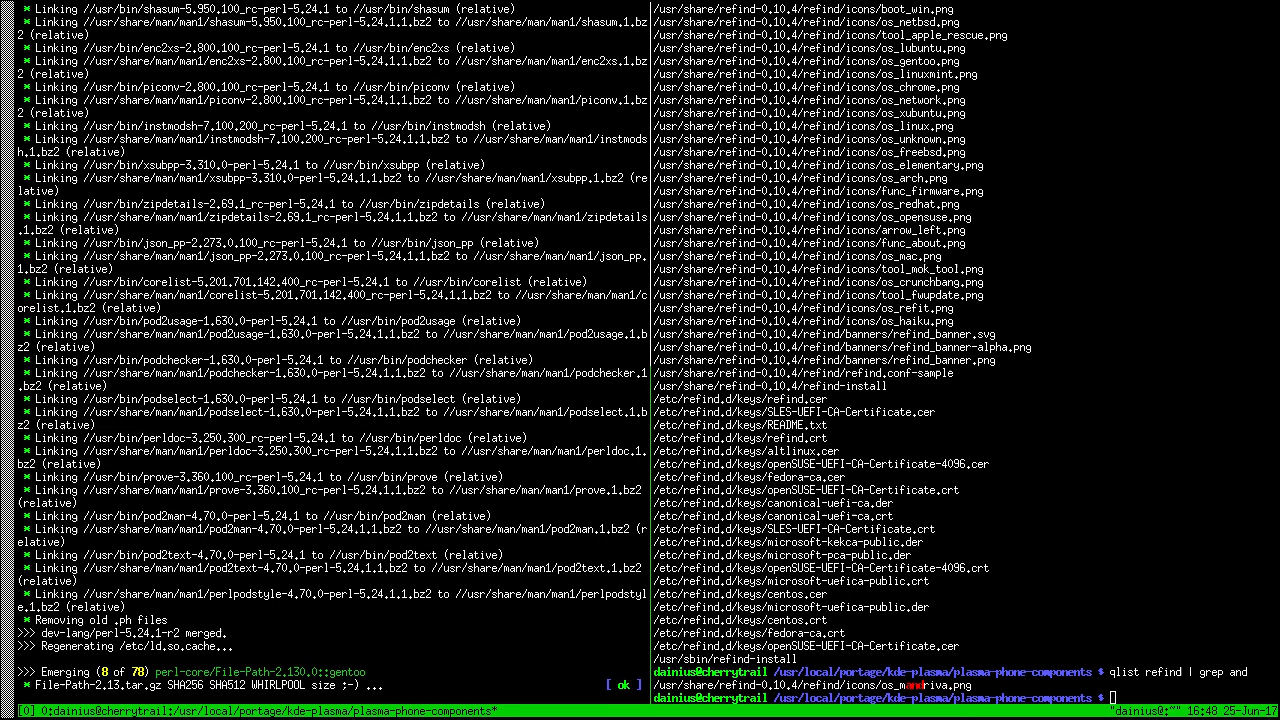 * Linking //usr/bin/shasum-5.950.100_rc-perl-5.24.1 to //usr/bin/shasum (relative)
 * Linking //usr/share/man/man1/shasum-5.950.100_rc-perl-5.24.1.1.bz2 to //usr/share/man/man1/shasum.1.bz
2 (relative)
 * Linking //usr/bin/enc2xs-2.800.100_rc-perl-5.24.1 to //usr/bin/enc2xs (relative)
 * Linking //usr/share/man/man1/enc2xs-2.800.100_rc-perl-5.24.1.1.bz2 to //usr/share/man/man1/enc2xs.1.bz
2 (relative)
 * Linking //usr/bin/piconv-2.800.100_rc-perl-5.24.1 to //usr/bin/piconv (relative)
 * Linking //usr/share/man/man1/piconv-2.800.100_rc-perl-5.24.1.1.bz2 to //usr/share/man/man1/piconv.1.bz
2 (relative)
 * Linking //usr/bin/instmodsh-7.100.200_rc-perl-5.24.1 to //usr/bin/instmodsh (relative)
 * Linking //usr/share/man/man1/instmodsh-7.100.200_rc-perl-5.24.1.1.bz2 to //usr/share/man/man1/instmods
h.1.bz2 (relative)
 * Linking //usr/bin/xsubpp-3.310.0-perl-5.24.1 to //usr/bin/xsubpp (relative)
 * Linking //usr/share/man/man1/xsubpp-3.310.0-perl-5.24.1.1.bz2 to //usr/share/man/man1/xsubpp.1.bz2 (re
lative)
 * Linking //usr/bin/zipdetails-2.69.1_rc-perl-5.24.1 to //usr/bin/zipdetails (relative)
 * Linking //usr/share/man/man1/zipdetails-2.69.1_rc-perl-5.24.1.1.bz2 to //usr/share/man/man1/zipdetails
.1.bz2 (relative)
 * Linking //usr/bin/json_pp-2.273.0.100_rc-perl-5.24.1 to //usr/bin/json_pp (relative)
 * Linking //usr/share/man/man1/json_pp-2.273.0.100_rc-perl-5.24.1.1.bz2 to //usr/share/man/man1/json_pp.
1.bz2 (relative)
 * Linking //usr/bin/corelist-5.201.701.142.400_rc-perl-5.24.1 to //usr/bin/corelist (relative)
 * Linking //usr/share/man/man1/corelist-5.201.701.142.400_rc-perl-5.24.1.1.bz2 to //usr/share/man/man1/c
orelist.1.bz2 (relative)
 * Linking //usr/bin/pod2usage-1.630.0-perl-5.24.1 to //usr/bin/pod2usage (relative)
 * Linking //usr/share/man/man1/pod2usage-1.630.0-perl-5.24.1.1.bz2 to //usr/share/man/man1/pod2usage.1.b
z2 (relative)
 * Linking //usr/bin/podchecker-1.630.0-perl-5.24.1 to //usr/bin/podchecker (relative)
 * Linking //usr/share/man/man1/podchecker-1.630.0-perl-5.24.1.1.bz2 to //usr/share/man/man1/podchecker.1
.bz2 (relative)
 * Linking //usr/bin/podselect-1.630.0-perl-5.24.1 to //usr/bin/podselect (relative)
 * Linking //usr/share/man/man1/podselect-1.630.0-perl-5.24.1.1.bz2 to //usr/share/man/man1/podselect.1.b
z2 (relative)
 * Linking //usr/bin/perldoc-3.250.300_rc-perl-5.24.1 to //usr/bin/perldoc (relative)
 * Linking //usr/share/man/man1/perldoc-3.250.300_rc-perl-5.24.1.1.bz2 to //usr/share/man/man1/perldoc.1.
bz2 (relative)
 * Linking //usr/bin/prove-3.360.100_rc-perl-5.24.1 to //usr/bin/prove (relative)
 * Linking //usr/share/man/man1/prove-3.360.100_rc-perl-5.24.1.1.bz2 to //usr/share/man/man1/prove.1.bz2
(relative)
 * Linking //usr/bin/pod2man-4.70.0-perl-5.24.1 to //usr/bin/pod2man (relative)
 * Linking //usr/share/man/man1/pod2man-4.70.0-perl-5.24.1.1.bz2 to //usr/share/man/man1/pod2man.1.bz2 (r
elative)
 * Linking //usr/bin/pod2text-4.70.0-perl-5.24.1 to //usr/bin/pod2text (relative)
 * Linking //usr/share/man/man1/pod2text-4.70.0-perl-5.24.1.1.bz2 to //usr/share/man/man1/pod2text.1.bz2
(relative)
 * Linking //usr/share/man/man1/perlpodstyle-4.70.0-perl-5.24.1.1.bz2 to //usr/share/man/man1/perlpodstyl
e.1.bz2 (relative)
 * Removing old .ph files
>>> dev-lang/perl-5.24.1-r2 merged.
>>> Regenerating /etc/ld.so.cache...
>>> Emerging (8 of 78) perl-core/File-Path-2.130.0::gentoo
 * File-Path-2.13.tar.gz SHA256 SHA512 WHIRLPOOL size ;-) ... [ ok ]
/usr/share/refind-0.10.4/refind/icons/boot_win.png
/usr/share/refind-0.10.4/refind/icons/os_netbsd.png
/usr/share/refind-0.10.4/refind/icons/tool_apple_rescue.png
/usr/share/refind-0.10.4/refind/icons/os_lubuntu.png
/usr/share/refind-0.10.4/refind/icons/os_gentoo.png
/usr/share/refind-0.10.4/refind/icons/os_linuxmint.png
/usr/share/refind-0.10.4/refind/icons/os_chrome.png
/usr/share/refind-0.10.4/refind/icons/os_network.png
/usr/share/refind-0.10.4/refind/icons/os_xubuntu.png
/usr/share/refind-0.10.4/refind/icons/os_linux.png
/usr/share/refind-0.10.4/refind/icons/os_unknown.png
/usr/share/refind-0.10.4/refind/icons/os_freebsd.png
/usr/share/refind-0.10.4/refind/icons/os_elementary.png
/usr/share/refind-0.10.4/refind/icons/os_arch.png
/usr/share/refind-0.10.4/refind/icons/func_firmware.png
/usr/share/refind-0.10.4/refind/icons/os_redhat.png
/usr/share/refind-0.10.4/refind/icons/os_opensuse.png
/usr/share/refind-0.10.4/refind/icons/arrow_left.png
/usr/share/refind-0.10.4/refind/icons/func_about.png
/usr/share/refind-0.10.4/refind/icons/os_mac.png
/usr/share/refind-0.10.4/refind/icons/tool_mok_tool.png
/usr/share/refind-0.10.4/refind/icons/os_crunchbang.png
/usr/share/refind-0.10.4/refind/icons/tool_fwupdate.png
/usr/share/refind-0.10.4/refind/icons/os_refit.png
/usr/share/refind-0.10.4/refind/icons/os_haiku.png
/usr/share/refind-0.10.4/refind/banners/refind_banner.svg
/usr/share/refind-0.10.4/refind/banners/refind_banner-alpha.png
/usr/share/refind-0.10.4/refind/banners/refind_banner.png
/usr/share/refind-0.10.4/refind/refind.conf-sample
/usr/share/refind-0.10.4/refind-install
/etc/refind.d/keys/refind.cer
/etc/refind.d/keys/SLES-UEFI-CA-Certificate.cer
/etc/refind.d/keys/README.txt
/etc/refind.d/keys/refind.crt
/etc/refind.d/keys/altlinux.cer
/etc/refind.d/keys/openSUSE-UEFI-CA-Certificate-4096.cer
/etc/refind.d/keys/fedora-ca.cer
/etc/refind.d/keys/openSUSE-UEFI-CA-Certificate.crt
/etc/refind.d/keys/canonical-uefi-ca.der
/etc/refind.d/keys/canonical-uefi-ca.crt
/etc/refind.d/keys/SLES-UEFI-CA-Certificate.crt
/etc/refind.d/keys/microsoft-kekca-public.der
/etc/refind.d/keys/microsoft-pca-public.der
/etc/refind.d/keys/openSUSE-UEFI-CA-Certificate-4096.crt
/etc/refind.d/keys/microsoft-uefica-public.crt
/etc/refind.d/keys/centos.cer
/etc/refind.d/keys/microsoft-uefica-public.der
/etc/refind.d/keys/centos.crt
/etc/refind.d/keys/fedora-ca.crt
/etc/refind.d/keys/openSUSE-UEFI-CA-Certificate.cer
/usr/sbin/refind-install
dainius@cherrytrail /usr/local/portage/kde-plasma/plasma-phone-components $ qlist refind | grep and
/usr/share/refind-0.10.4/refind/icons/os_mandriva.png
dainius@cherrytrail /usr/local/portage/kde-plasma/plasma-phone-components $
[0] 0:dainius@cherrytrail:/usr/local/portage/kde-plasma/plasma-phone-components* "dainius@:~" 16:48 25-Jun-17